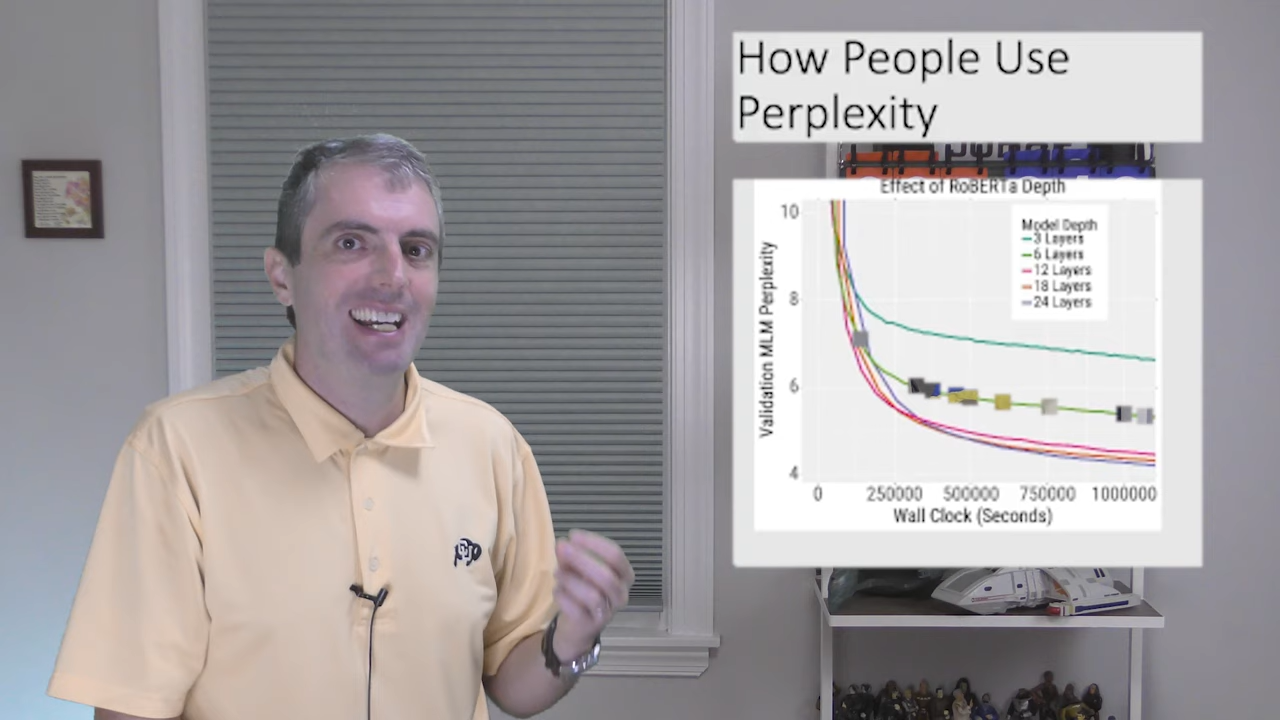 How People Use
Perplexity
Effect of RoBERTa Depth
Validation MLM Perplexity
10
8
6
4
Model Depth
3 Layers
6 Layers
12 Layers
18 Layers
24 Layers
0 250000 500000 750000 1000000
Wall Clock (Seconds)
CU